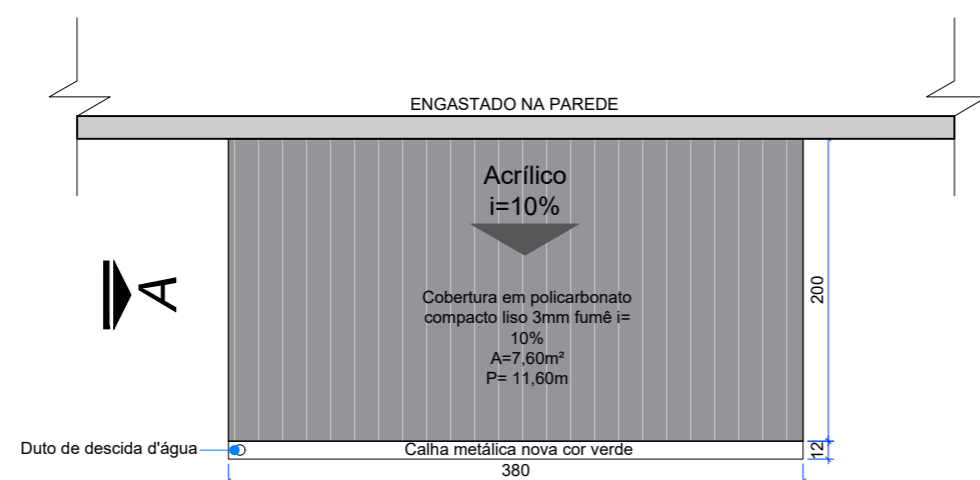 ENGASTADO NA PAREDE
Acrílico
i=10%
A
Cobertura em policarbonato
compacto liso 3mm fumê i=
10%
A=7,60m²
P= 11,60m
200
Duto de descida d'água
Calha metálica nova cor verde
12
380